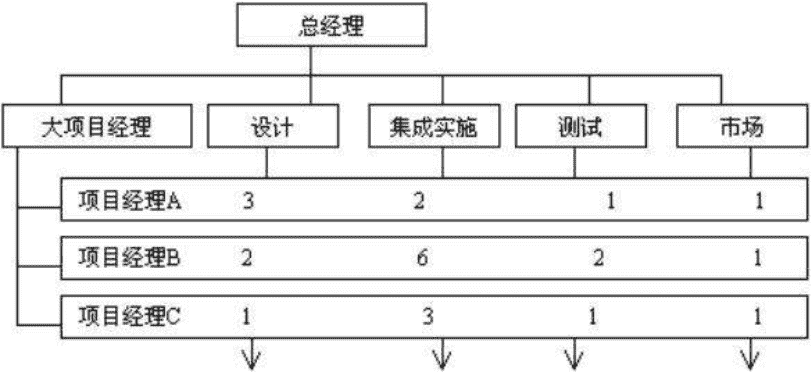 总经理
大项目经理 设计 集成实施 测试 市场
项目经理A 3 2 1 1
项目经理B 2 6 2 1
项目经理C 1 3 1 1